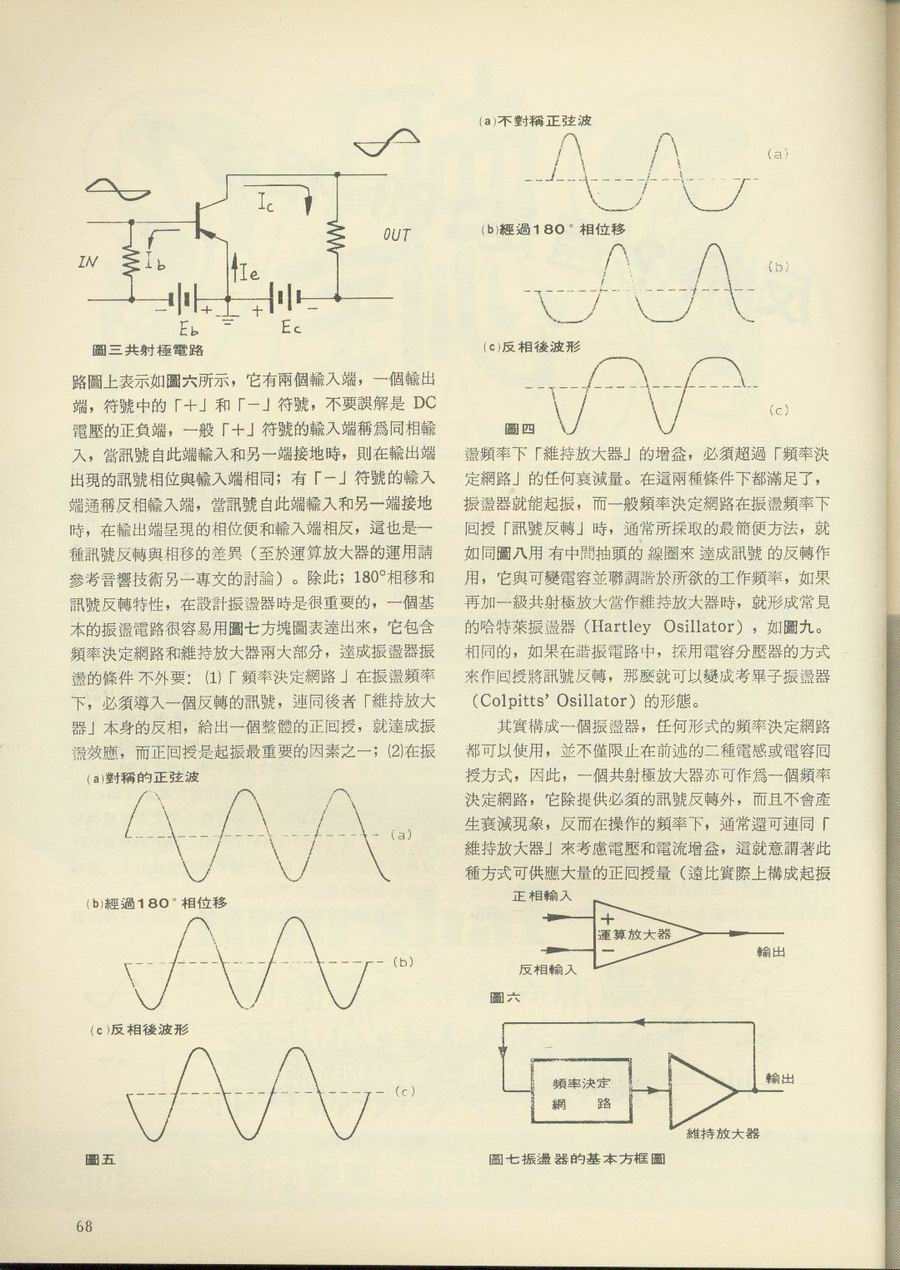 IN
Ib
Ic
Ie
OUT
− + + −
Eb
Ec
圖三共射極電路
路圖上表示如圖六所示，它有兩個輸入端，一個輸出
端，符號中的「+」和「－」符號，不要誤解是 DC
電壓的正負端，一般「+」符號的輸入端稱爲同相輸
入，當訊號自此端輸入和另一端接地時，則在輸出端
出現的訊號相位與輸入端相同；有「－」符號的輸入
端通稱反相輸入端，當訊號自此端輸入和另一端接地
時，在輸出端呈現的相位便和輸入端相反，這也是一
種訊號反轉與相移的差異（至於運算放大器的運用請
參考音響技術另一專文的討論）。除此；180°相移和
訊號反轉特性，在設計振盪器時是很重要的，一個基
本的振盪電路很容易用圖七方塊圖表達出來，它包含
頻率決定網路和維持放大器兩大部分，達成振盪器振
盪的條件 不外要：⑴「 頻率決定網路 」在振盪頻率
下，必須導入一個反轉的訊號，連同後者「維持放大
器」本身的反相，給出一個整體的正回授，就達成振
盪效應，而正回授是起振最重要的因素之一；⑵在振
(a)對稱的正弦波
(a)
(b)經過180°相位移
(b)
(c)反相後波形
(c)
圖五
(a)不對稱正弦波
(a)
(b)經過180°相位移
(b)
(c)反相後波形
(c)
圖四
盪頻率下「維持放大器」的增益，必須超過「頻率決
定網路」的任何衰減量。在這兩種條件下都滿足了，
振盪器就能起振，而一般頻率決定網路在振盪頻率下
回授「訊號反轉」時，通常所採取的最簡便方法，就
如同圖八用 有中間抽頭的 線圈來 達成訊號 的反轉作
用，它與可變電容並聯調諧於所欲的工作頻率，如果
再加一級共射極放大當作維持放大器時，就形成常見
的哈特萊振盪器（Hartley Osillator），如圖九。
相同的，如果在諧振電路中，採用電容分壓器的方式
來作回授將訊號反轉，那麽就可以變成考畢子振盪器
（Colpitts' Osillator）的形態。
其實構成一個振盪器，任何形式的頻率決定網路
都可以使用，並不僅限止在前述的二種電感或電容回
授方式，因此，一個共射極放大器亦可作爲一個頻率
決定網路，它除提供必須的訊號反轉外，而且不會產
生衰減現象，反而在操作的頻率下，通常還可連同「
維持放大器」來考慮電壓和電流增益，這就意謂著此
種方式可供應大量的正回授量（遠比實際上構成起振
正相輸入
+
運算放大器
−
反相輸入
輸出
圖六
頻率決定
網 路
輸出
維持放大器
圖七振盪器的基本方框圖
68